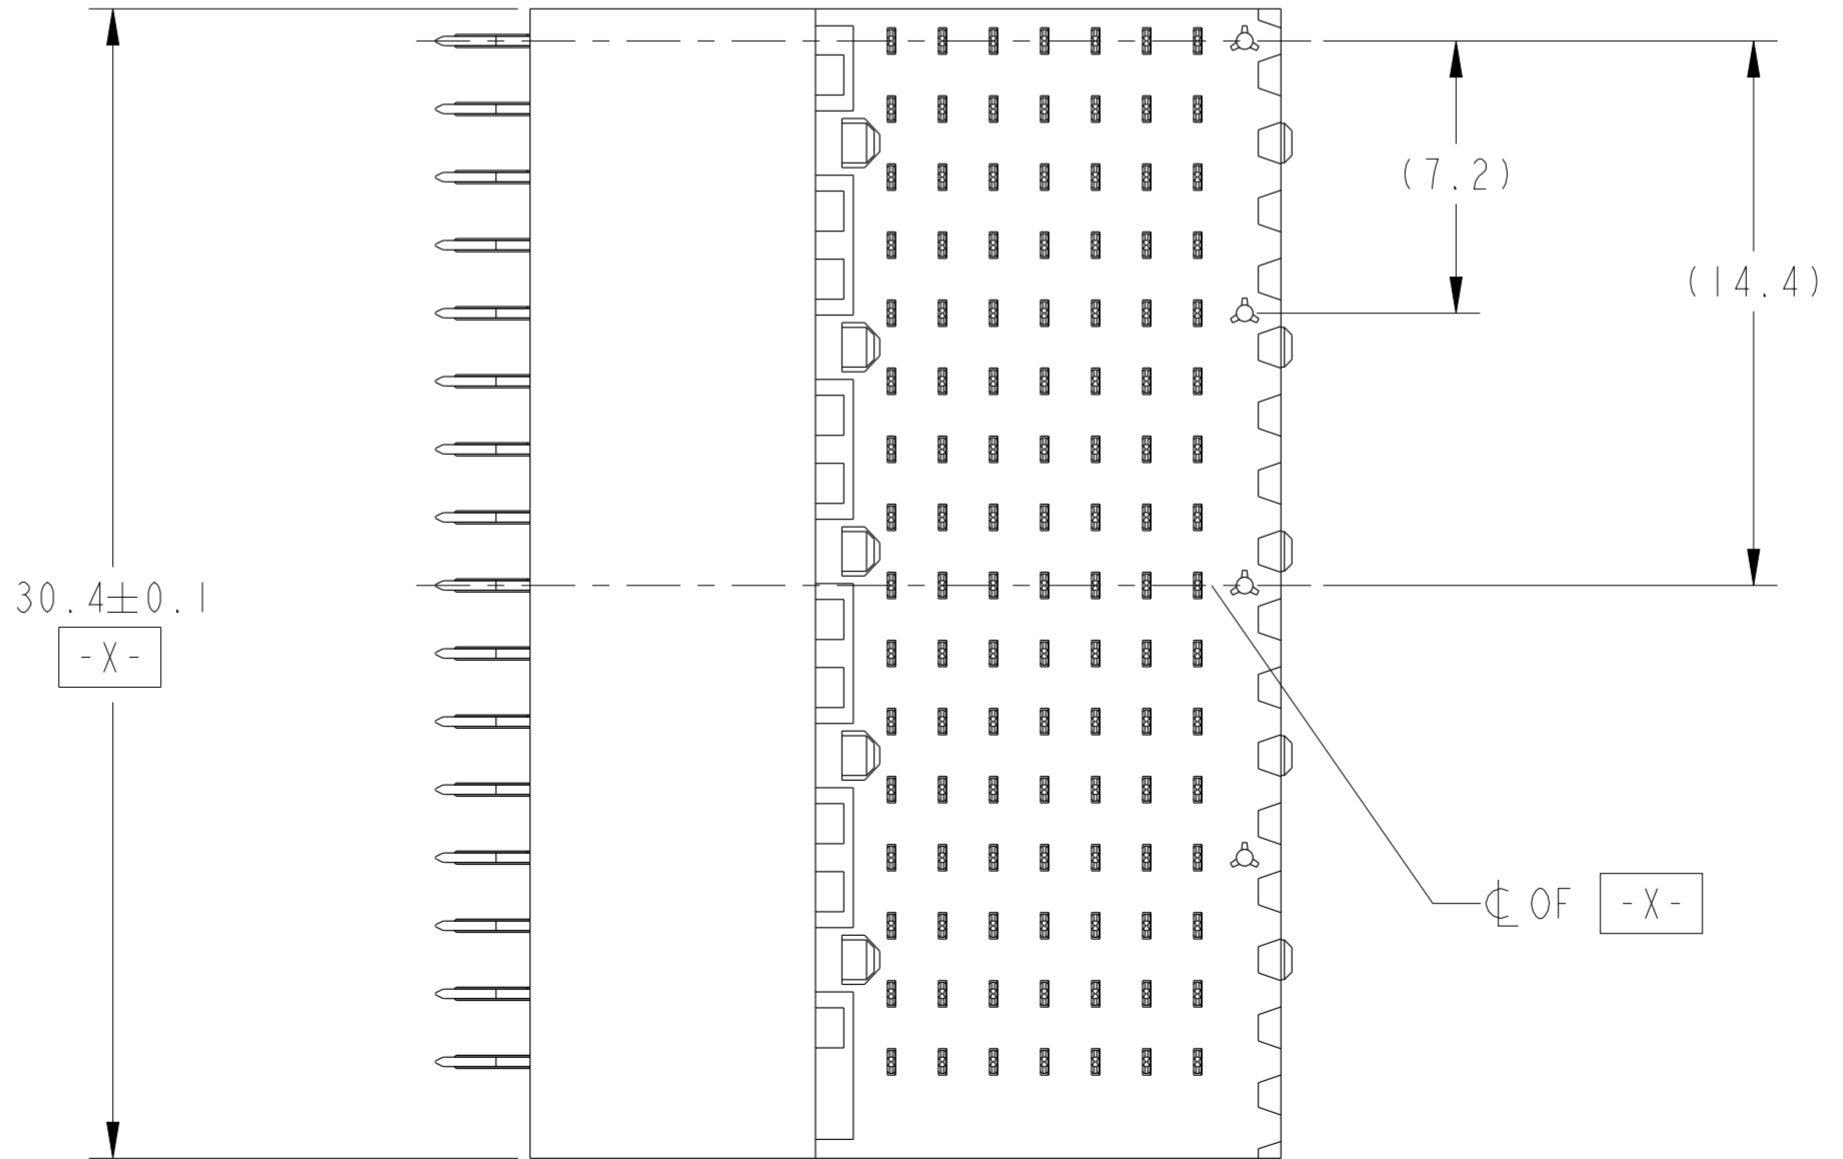 (7.2)
(14.4)
30.4±0.1
-X-
℄ OF -X-